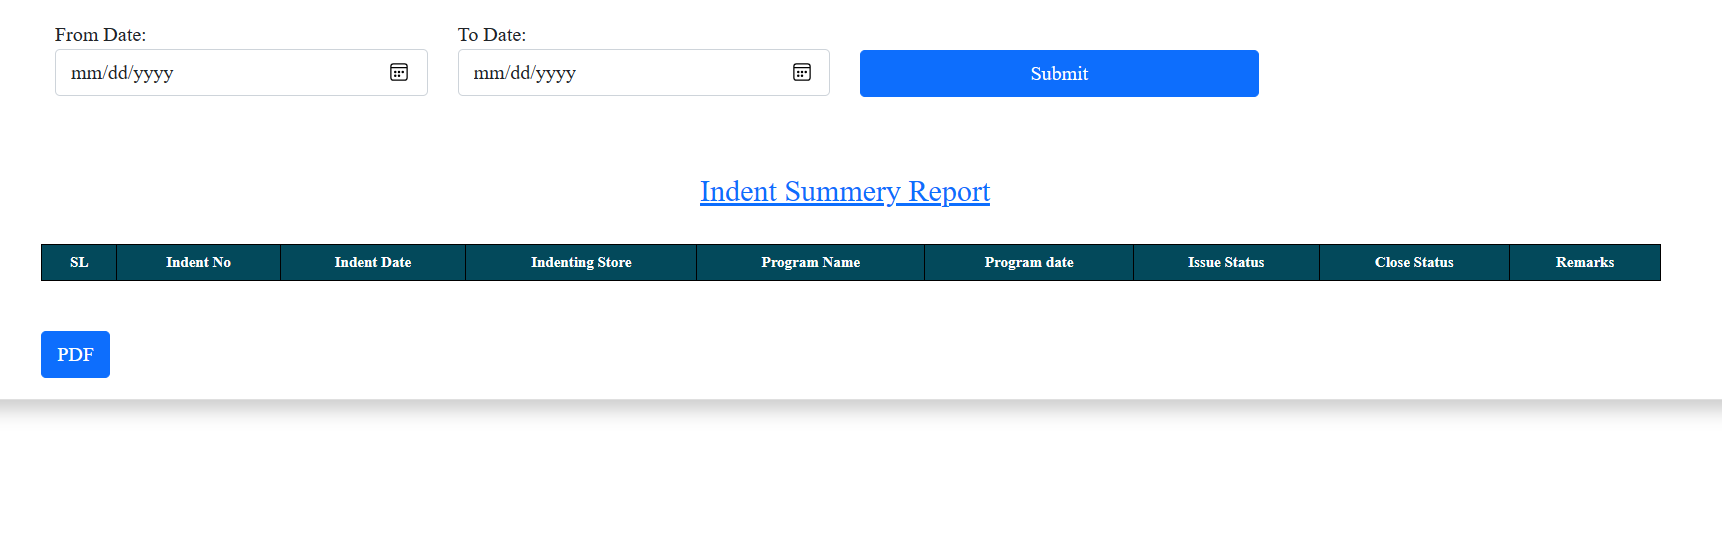 From Date: To Date:
mm/dd/yyyy mm/dd/yyyy Submit
Indent Summery Report
SL Indent No Indent Date Indenting Store Program Name Program date Issue Status Close Status Remarks
PDF